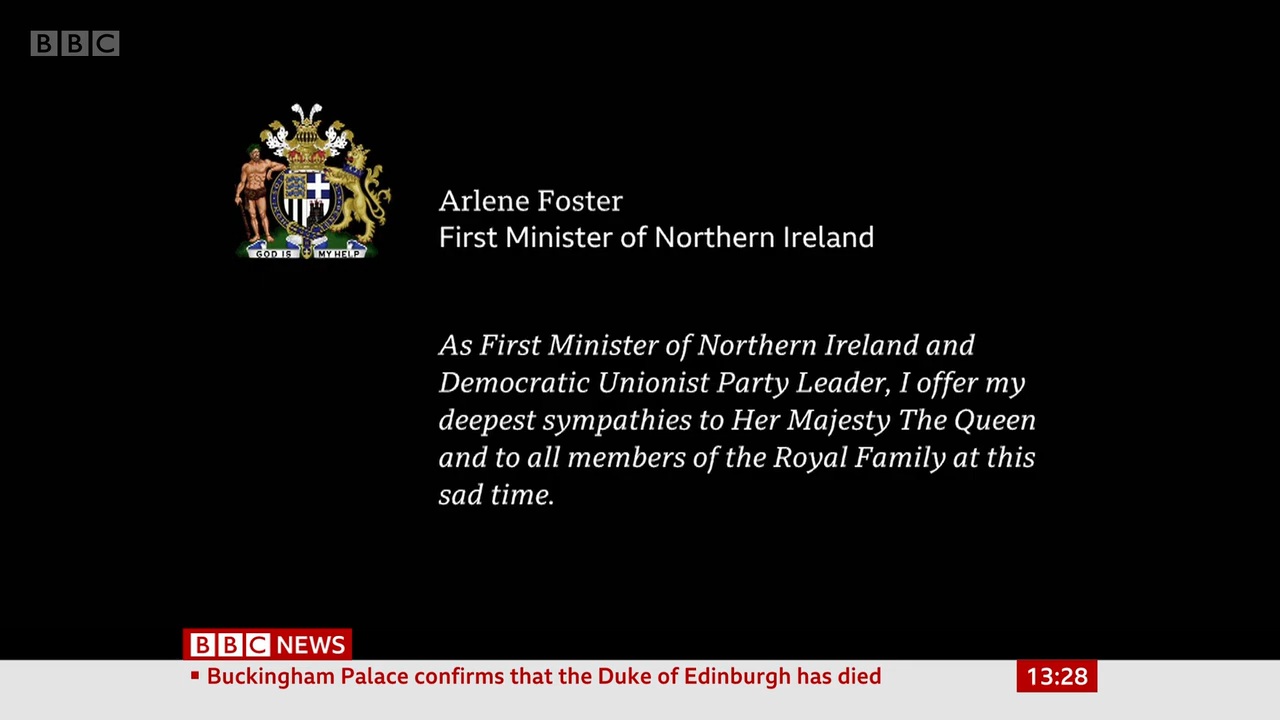 BBC
Arlene Foster
First Minister of Northern Ireland
GOD IS MY HELP
As First Minister of Northern Ireland and
Democratic Unionist Party Leader, I offer my
deepest sympathies to Her Majesty The Queen
and to all members of the Royal Family at this
sad time.
BBC NEWS
Buckingham Palace confirms that the Duke of Edinburgh has died
13:28